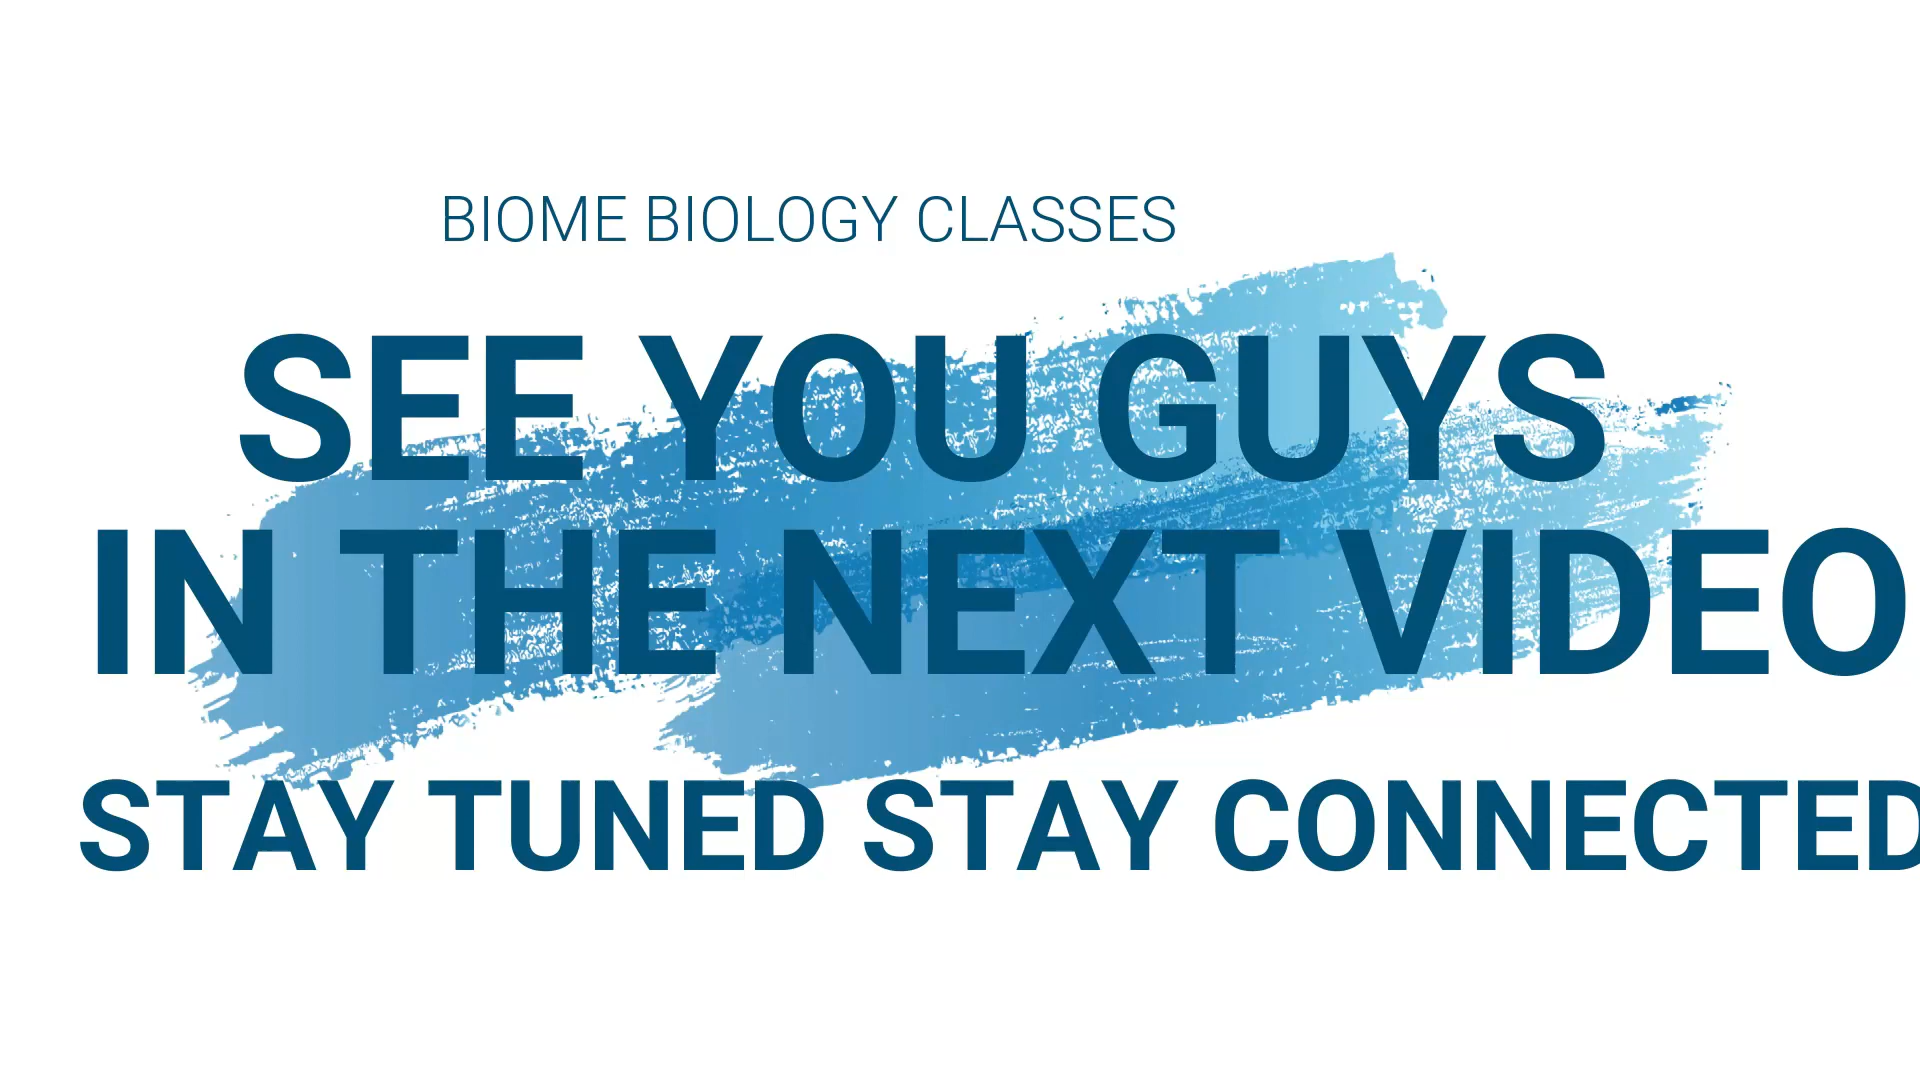 BIOME BIOLOGY CLASSES
SEE YOU GUYS
IN THE NEXT VIDEO
STAY TUNED STAY CONNECTED